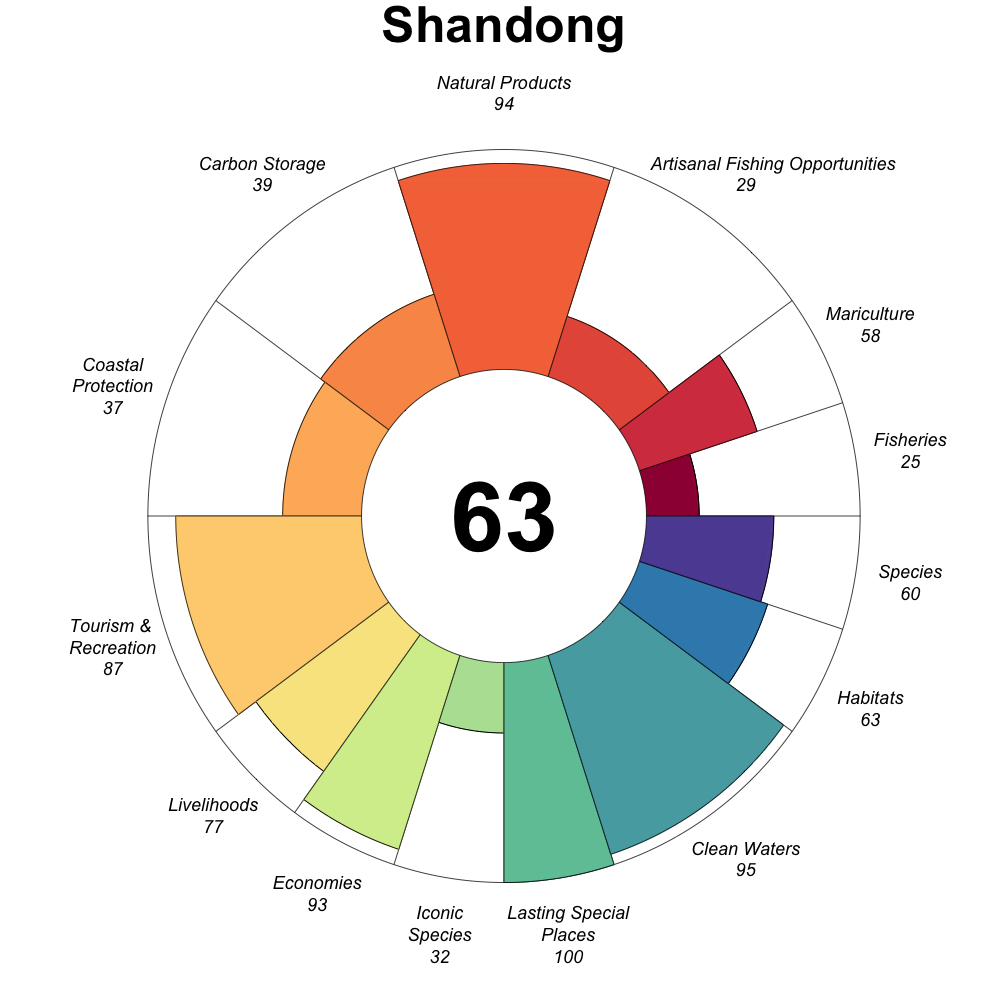 Shandong
Natural Products
94
Carbon Storage
39
Artisanal Fishing Opportunities
29
Mariculture
58
Coastal
Protection
37
Fisheries
25
63
Species
60
Tourism &
Recreation
87
Habitats
63
Livelihoods
77
Clean Waters
95
Economies
93
Iconic
Species
32
Lasting Special
Places
100